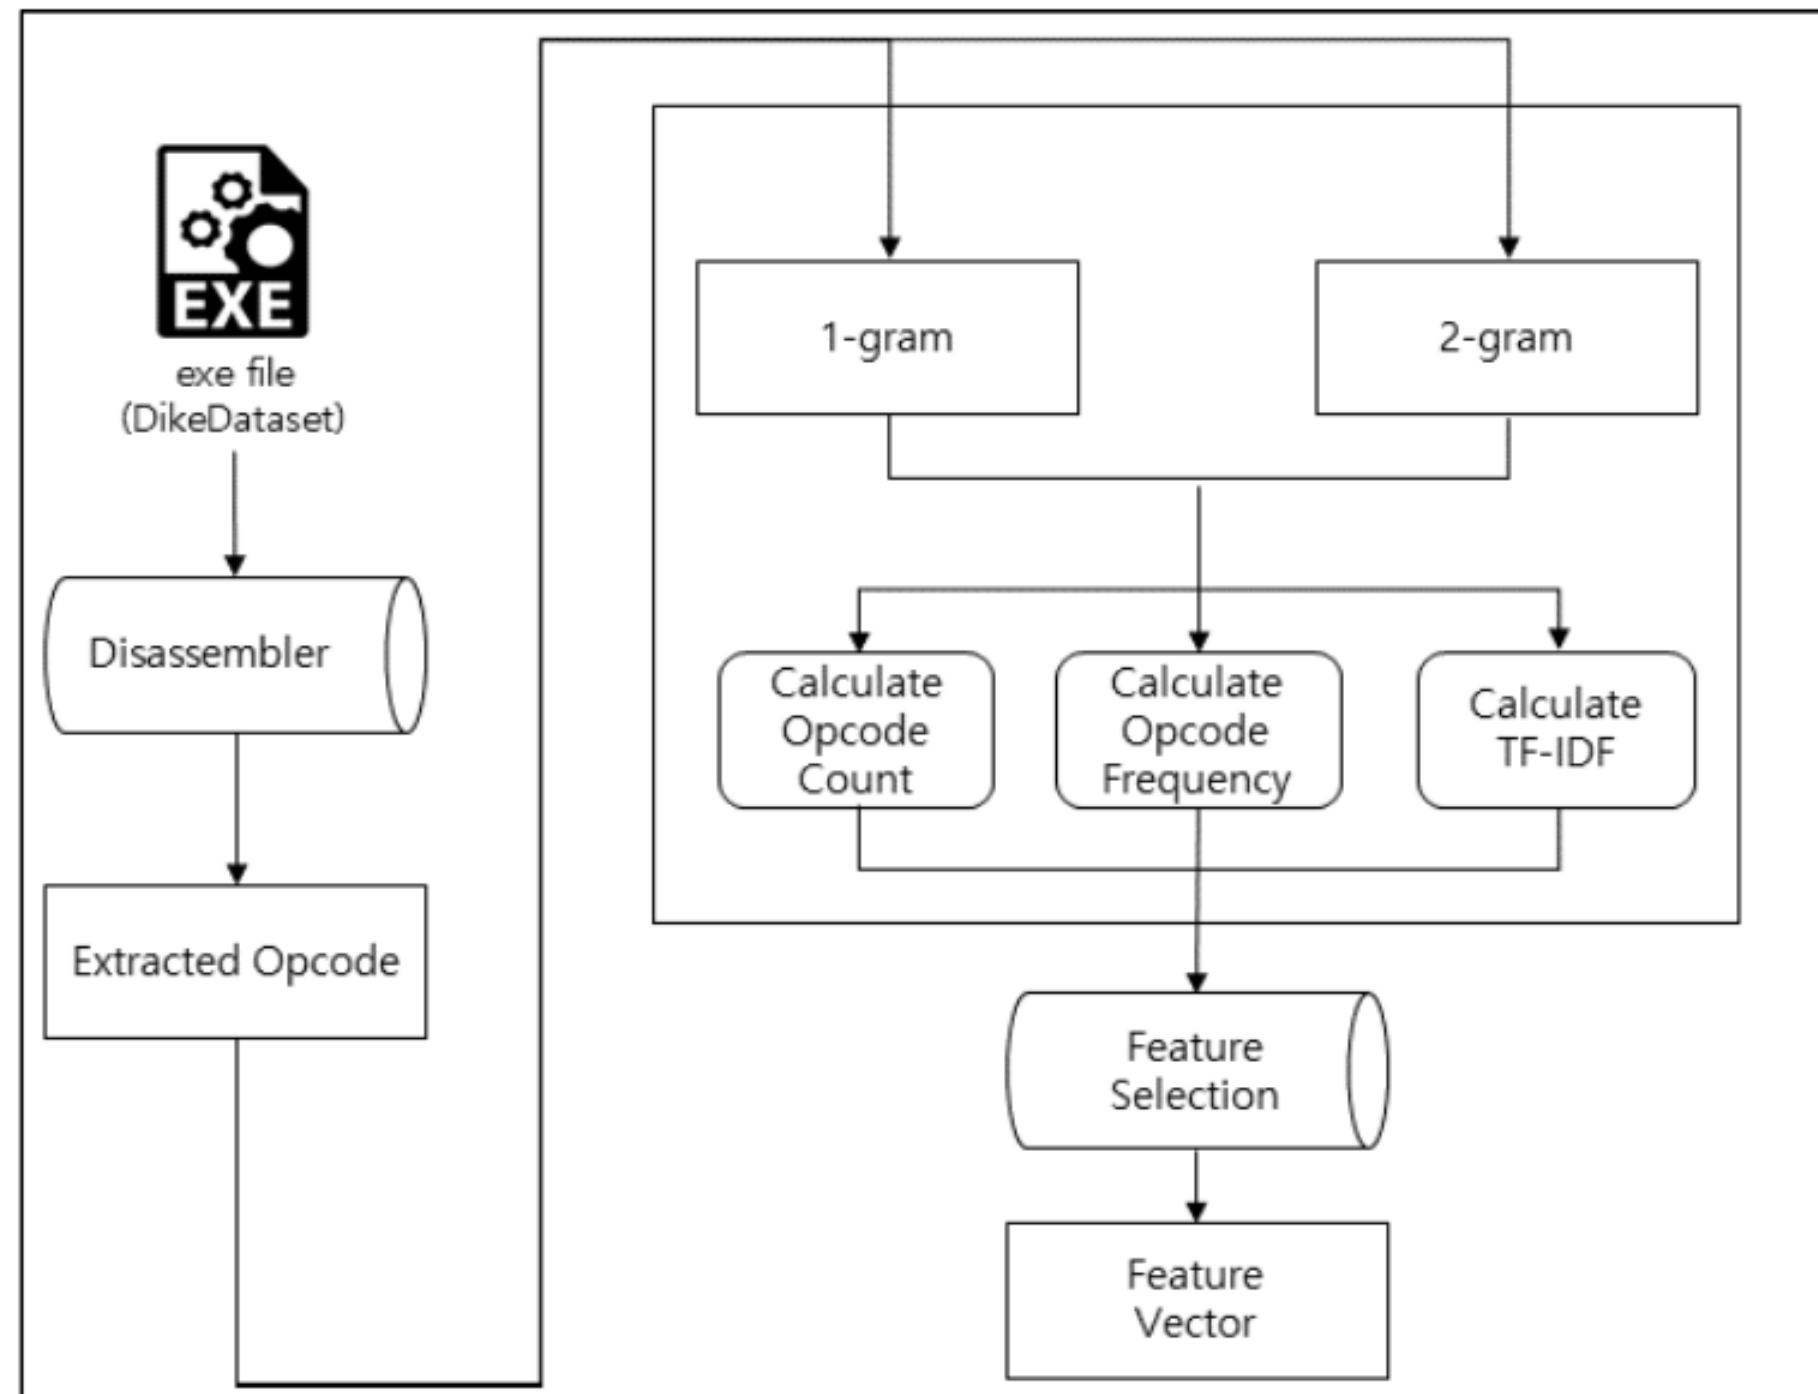 EXE
exe file
(DikeDataset)
Disassembler
Extracted Opcode
1-gram
2-gram
Calculate
Opcode
Count
Calculate
Opcode
Frequency
Calculate
TF-IDF
Feature
Selection
Feature
Vector